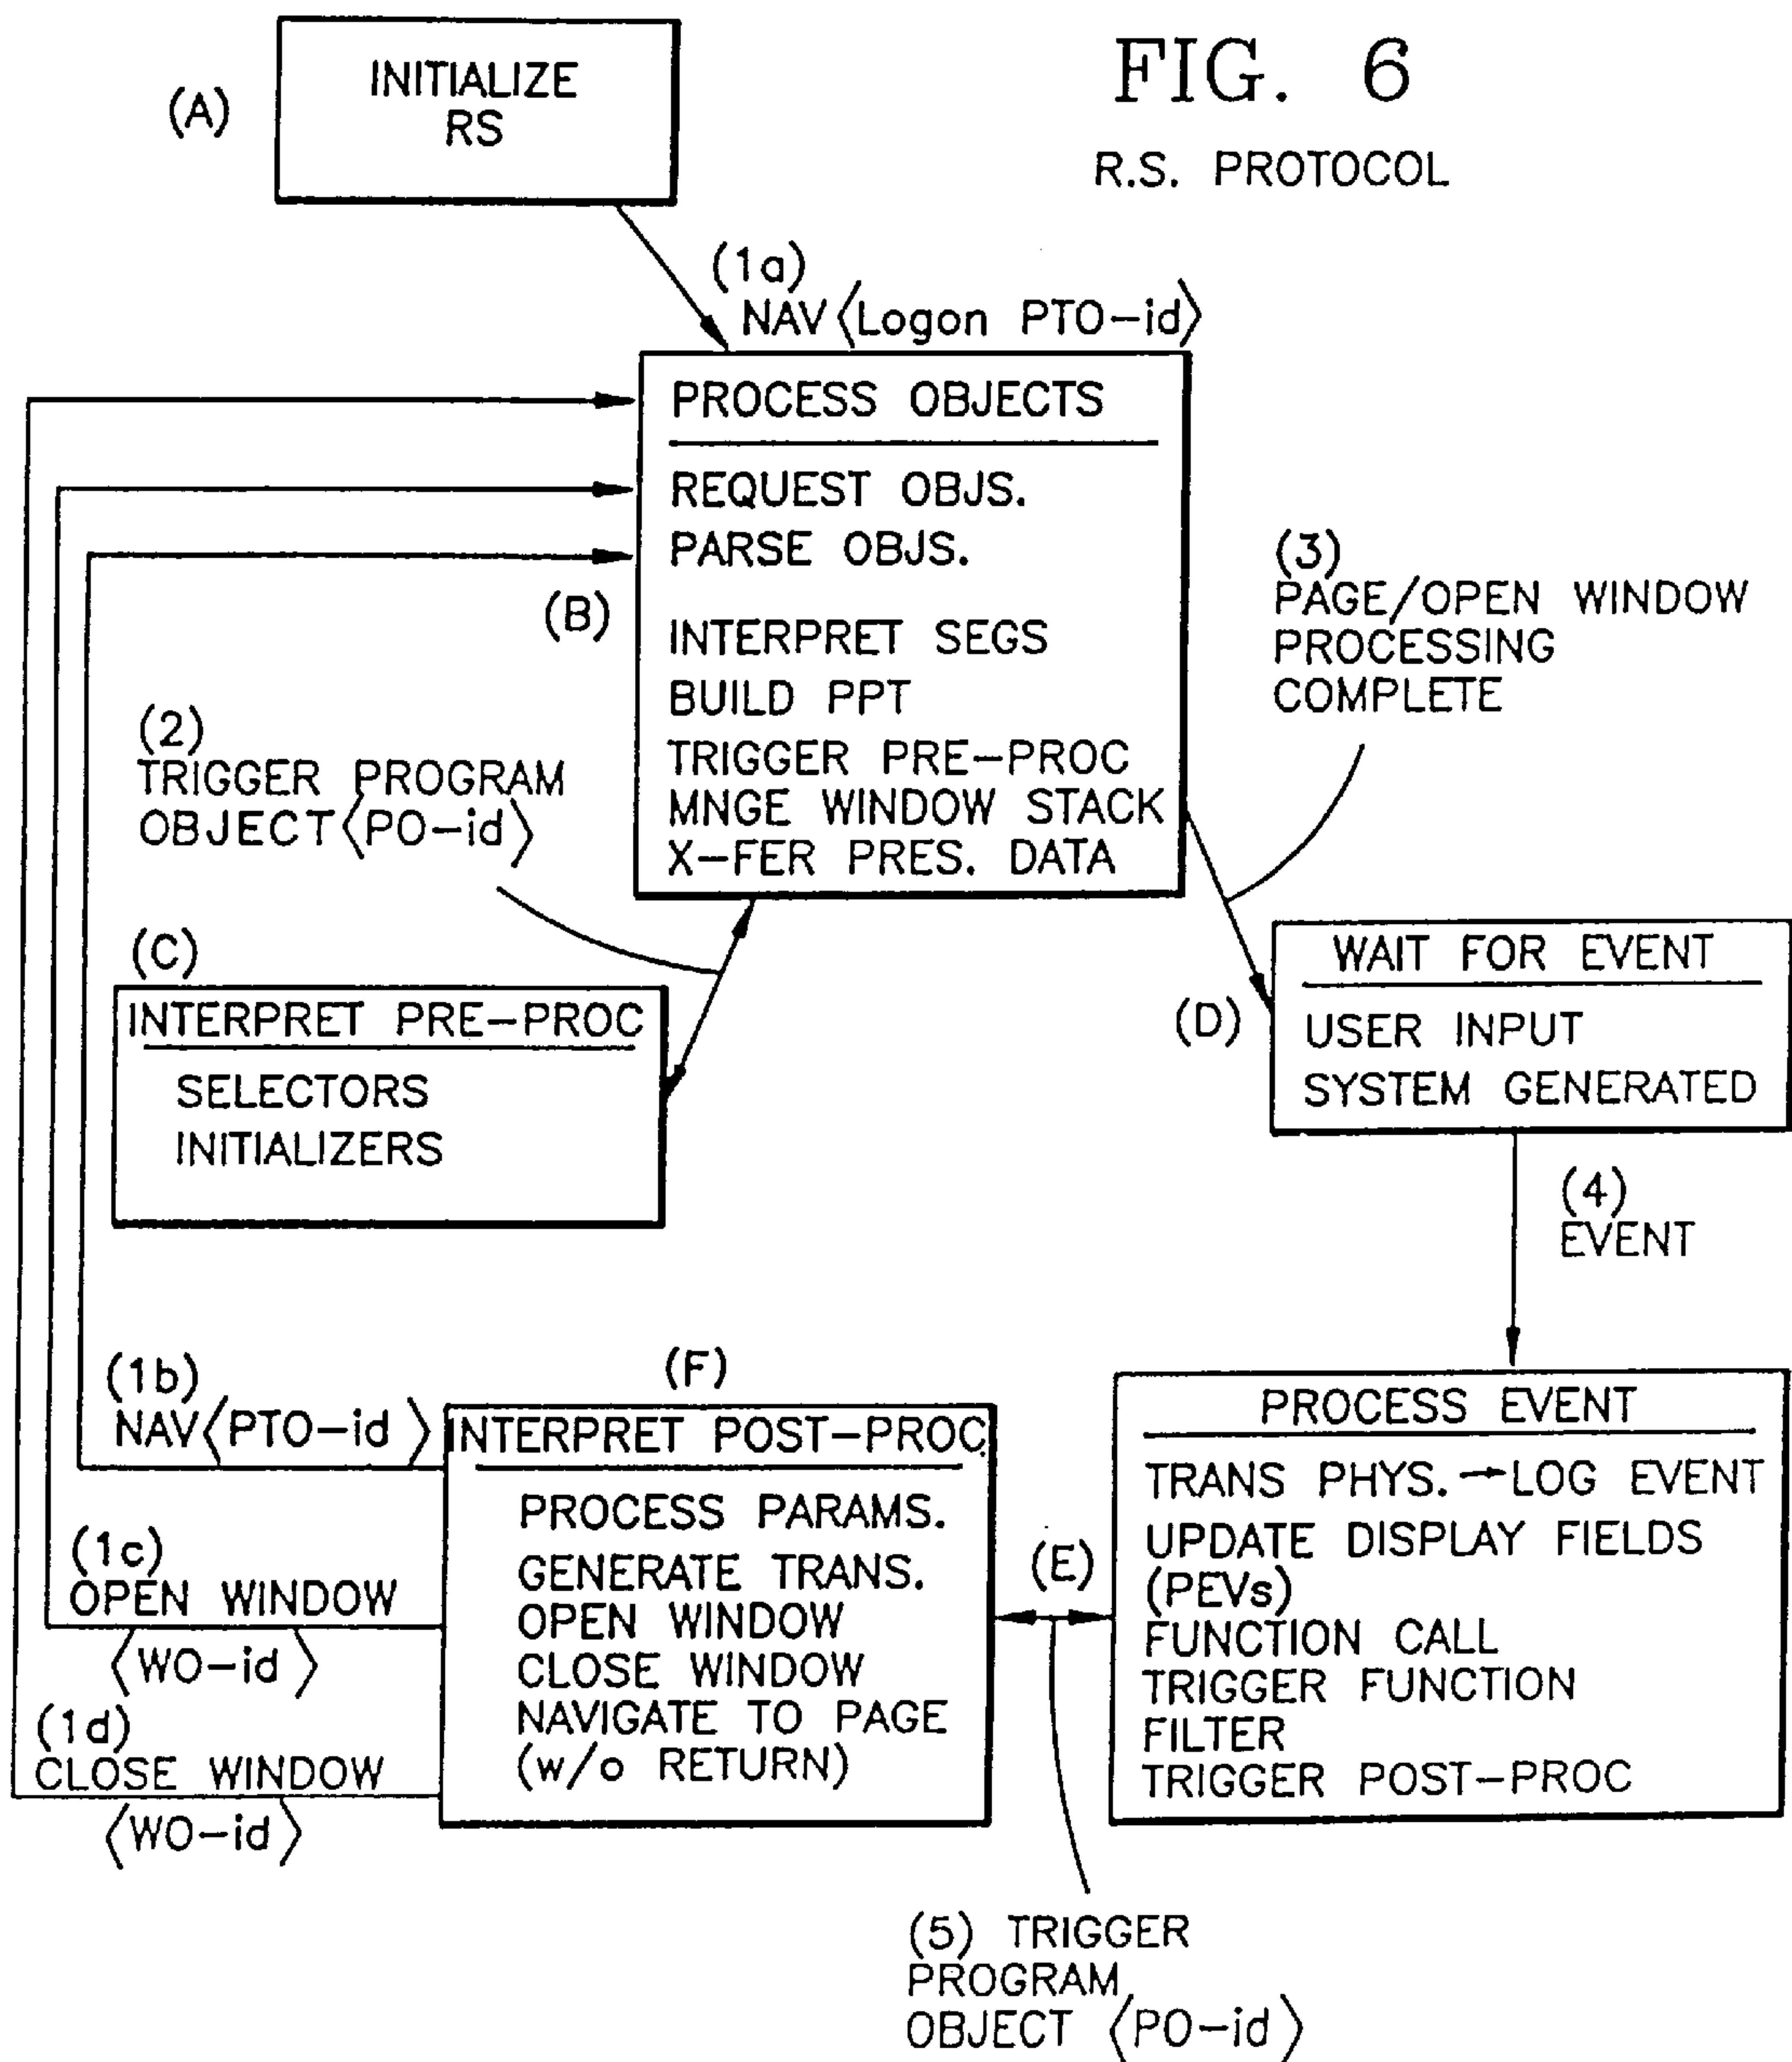 FIG. 6
R.S. PROTOCOL
(A)
INITIALIZE
RS
(1a)
NAV〈Logon PTO-id〉
(B)
PROCESS OBJECTS
REQUEST OBJS.
PARSE OBJS.
INTERPRET SEGS
BUILD PPT
TRIGGER PRE-PROC
MNGE WINDOW STACK
X-FER PRES. DATA
(2)
TRIGGER PROGRAM
OBJECT〈PO-id〉
(3)
PAGE/OPEN WINDOW
PROCESSING
COMPLETE
(C)
INTERPRET PRE-PROC
SELECTORS
INITIALIZERS
(D)
WAIT FOR EVENT
USER INPUT
SYSTEM GENERATED
(4)
EVENT
(1b)
NAV〈PTO-id〉
(1c)
OPEN WINDOW
〈WO-id〉
(1d)
CLOSE WINDOW
〈WO-id〉
(F)
INTERPRET POST-PROC
PROCESS PARAMS.
GENERATE TRANS.
OPEN WINDOW
CLOSE WINDOW
NAVIGATE TO PAGE
(w/o RETURN)
(E)
PROCESS EVENT
TRANS PHYS.→LOG EVENT
UPDATE DISPLAY FIELDS
(PEVs)
FUNCTION CALL
TRIGGER FUNCTION
FILTER
TRIGGER POST-PROC
(5) TRIGGER
PROGRAM
OBJECT 〈PO-id〉